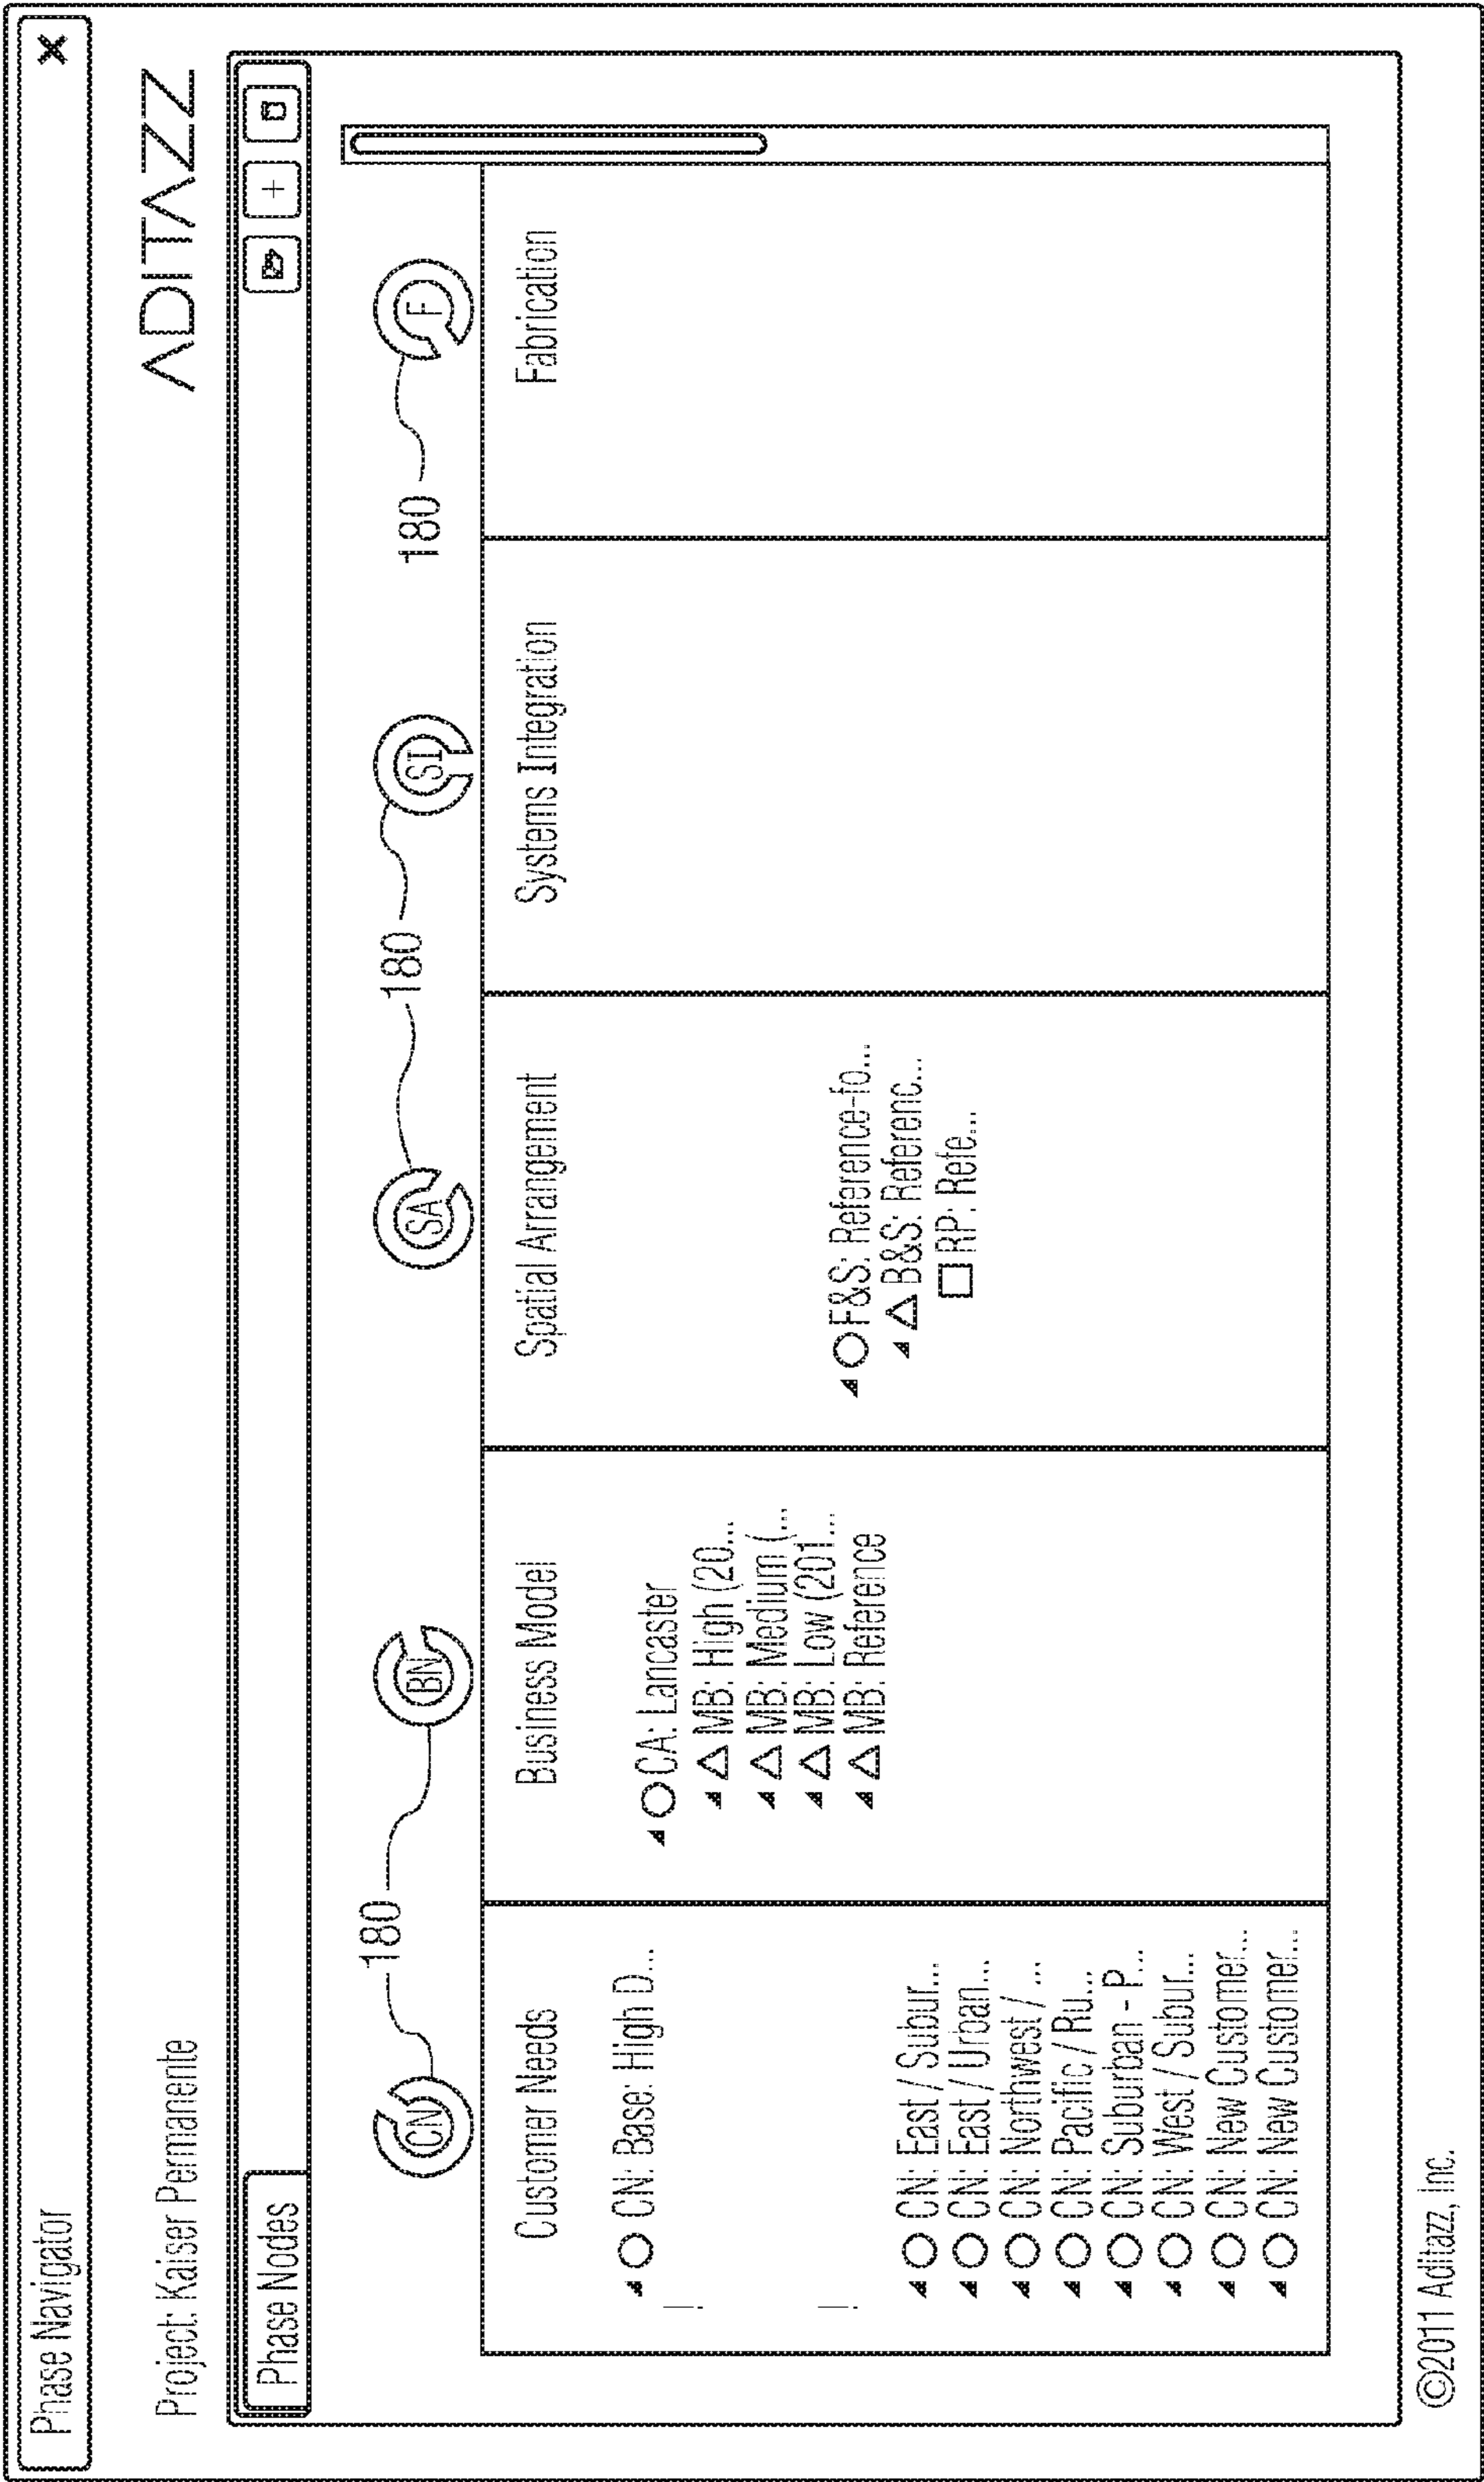 Phase Navigator
×
Project: Kaiser Permanente
ADITAZZ
Phase Nodes
+
180
180
180
CN
BN
SA
SI
F
Customer Needs
CN: Base: High D...
CN: East / Subur...
CN: East / Urban...
CN: Northwest / ...
CN: Pacific / Ru...
CN: Suburban - P...
CN: West / Subur...
CN: New Customer...
CN: New Customer...
Business Model
CA: Lancaster
MB: High (20...
MB: Medium (...
MB: Low (201...
MB: Reference
Spatial Arrangement
F&S: Reference-fo...
B&S: Referenc...
RP: Refe...
Systems Integration
Fabrication
©2011 Aditazz, Inc.